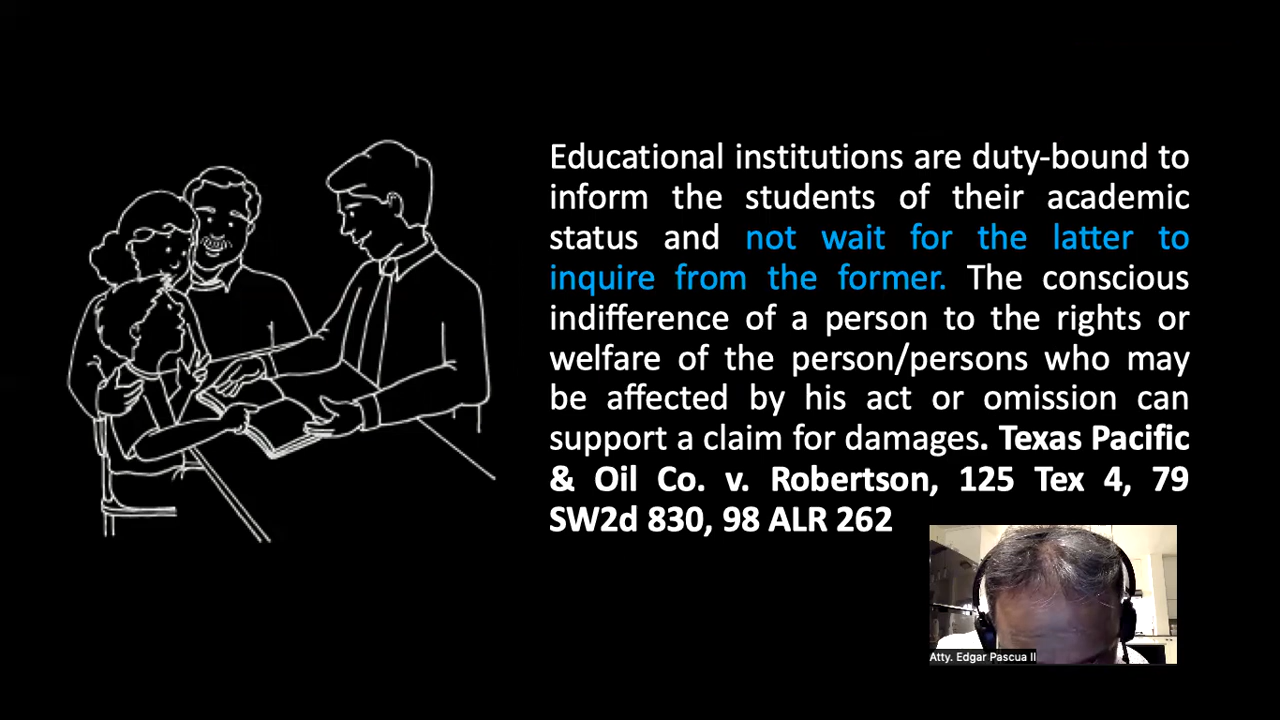 Educational institutions are duty-bound to
inform the students of their academic
status and not wait for the latter to
inquire from the former. The conscious
indifference of a person to the rights or
welfare of the person/persons who may
be affected by his act or omission can
support a claim for damages. Texas Pacific
& Oil Co. v. Robertson, 125 Tex 4, 79
SW2d 830, 98 ALR 262
Atty. Edgar Pascua II